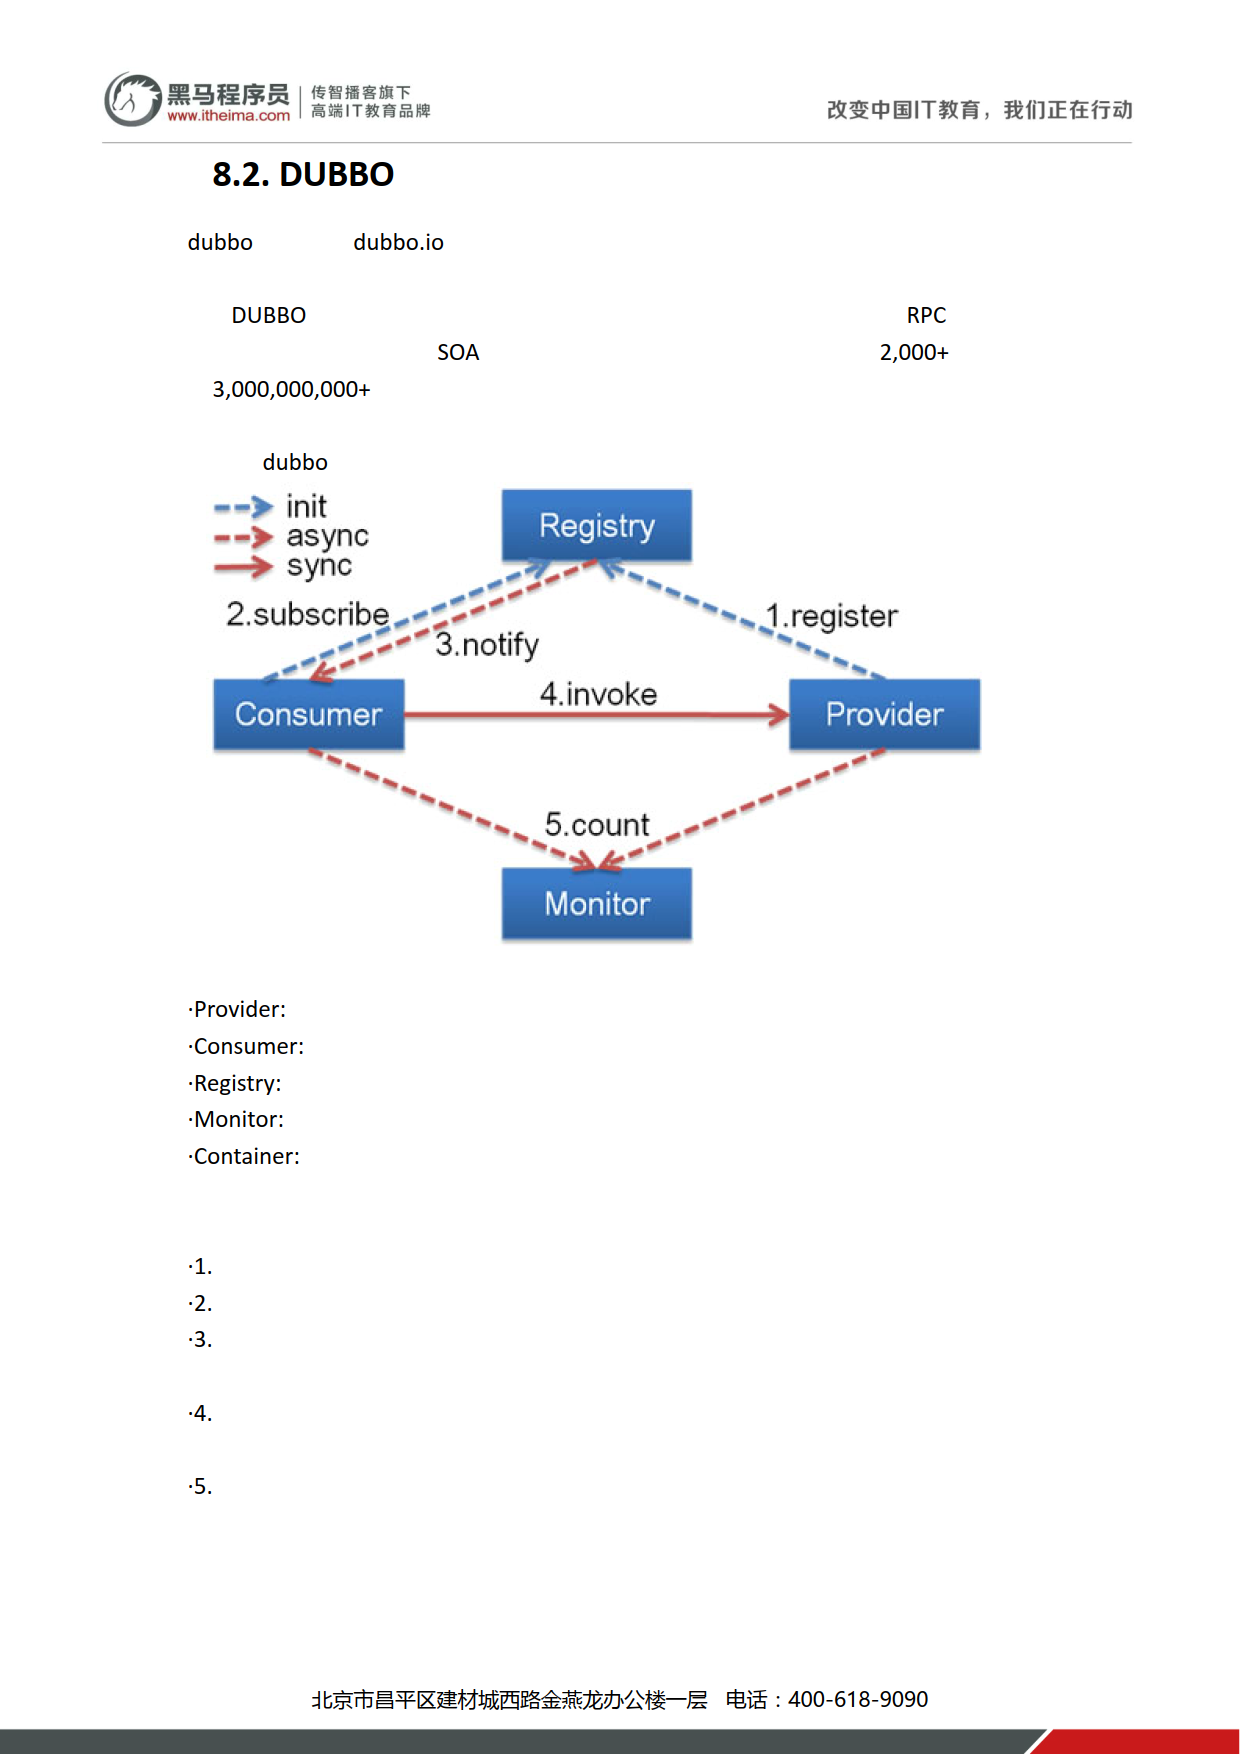 黑马程序员
www.itheima.com
传智播客旗下
高端IT教育品牌
改变中国IT教育，我们正在行动
8.2. DUBBO
dubbo dubbo.io
DUBBO RPC
SOA 2,000+
3,000,000,000+
dubbo
init
async
sync
Registry
2.subscribe
1.register
3.notify
4.invoke
Consumer
Provider
5.count
Monitor
·Provider:
·Consumer:
·Registry:
·Monitor:
·Container:
·1.
·2.
·3.
·4.
·5.
北京市昌平区建材城西路金燕龙办公楼一层 电话：400-618-9090